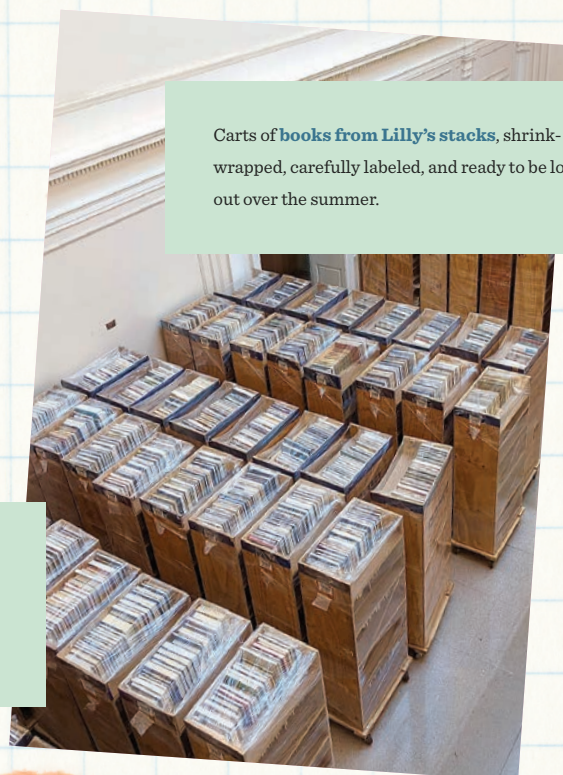 Carts of books from Lilly’s stacks, shrink-
wrapped, carefully labeled, and ready to be lo
out over the summer.